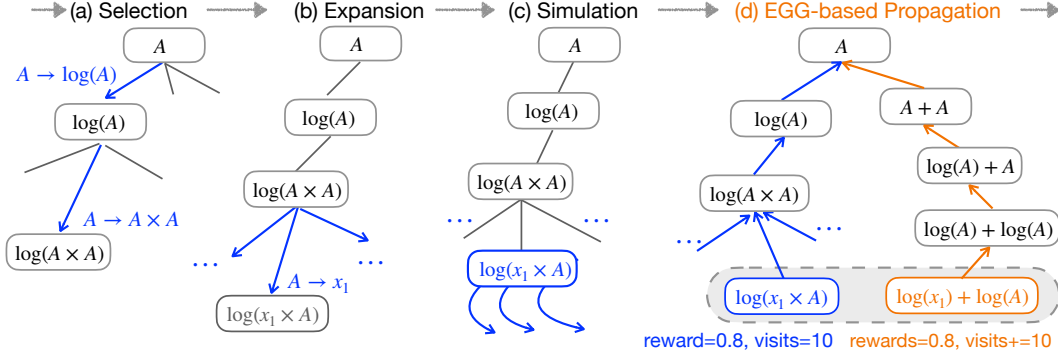 (a) Selection
A
A → log(A)
log(A)
A → A × A
log(A × A)
(b) Expansion
A
log(A)
log(A × A)
...
...
A → x₁
log(x₁ × A)
(c) Simulation
A
log(A)
log(A × A)
...
...
log(x₁ × A)
(d) EGG-based Propagation
A
log(A)
A + A
log(A) + A
log(A × A)
log(A) + log(A)
...
...
log(x₁ × A)
log(x₁) + log(A)
reward=0.8, visits=10
rewards=0.8, visits+=10